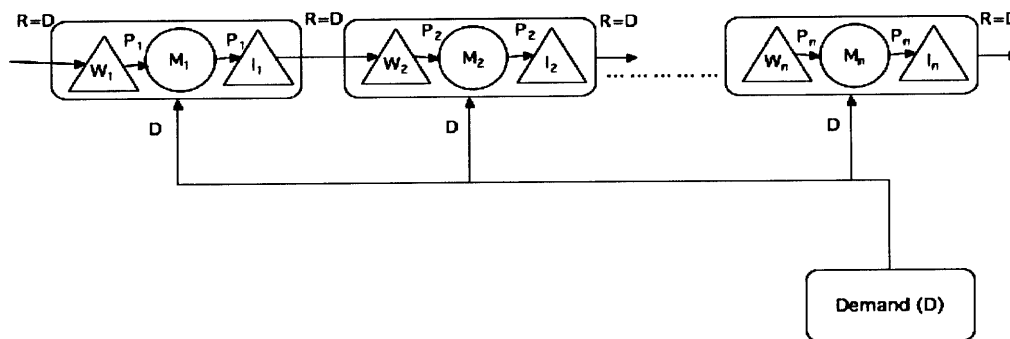 R=D R=D R=D R=D
P₁ P₁ P₂ P₂ Pₙ Pₙ
W₁ M₁ I₁ W₂ M₂ I₂ ................ Wₙ Mₙ Iₙ
D D D
Demand (D)